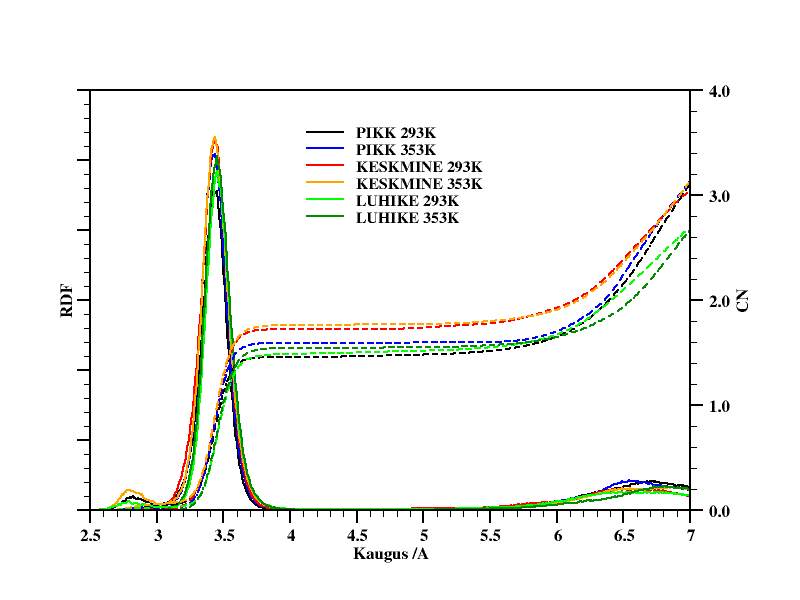 4.0
PIKK 293K
PIKK 353K
KESKMINE 293K
KESKMINE 353K
LUHIKE 293K
LUHIKE 353K
3.0
RDF
2.0
CN
1.0
0.0
2.5 3 3.5 4 4.5 5 5.5 6 6.5 7
Kaugus /A